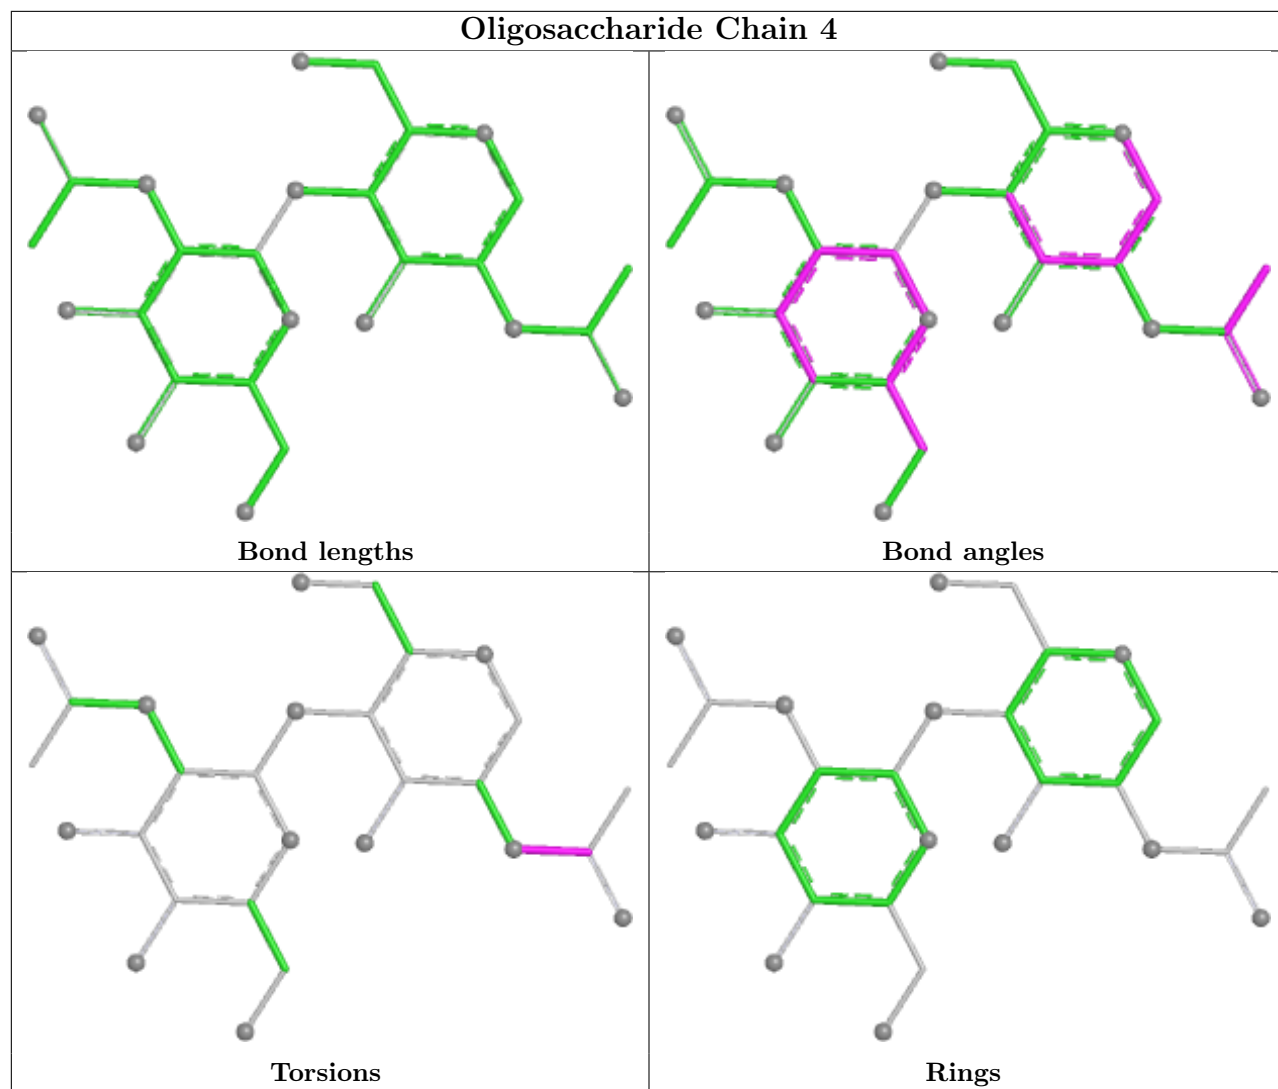 Oligosaccharide Chain 4
Bond lengths
Bond angles
Torsions
Rings